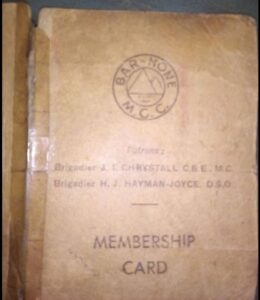 BAR-NONE
M.C.C.
Patrons:
Brigadier J. I. CHRYSTALL C.B.E., M.C.
Brigadier H. J. HAYMAN-JOYCE, D.S.O.
MEMBERSHIP
CARD